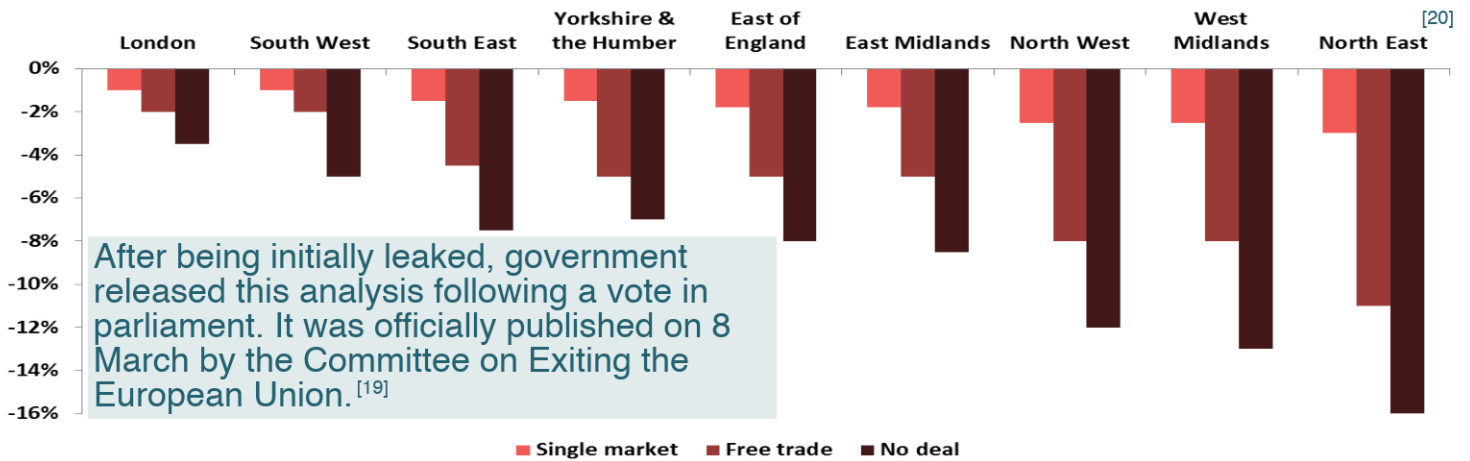 [20]
London South West South East Yorkshire & the Humber East of England East Midlands North West West Midlands North East
0%
-2%
-4%
-6%
-8%
-10%
-12%
-14%
-16%
After being initially leaked, government
released this analysis following a vote in
parliament. It was officially published on 8
March by the Committee on Exiting the
European Union. [19]
Single market Free trade No deal